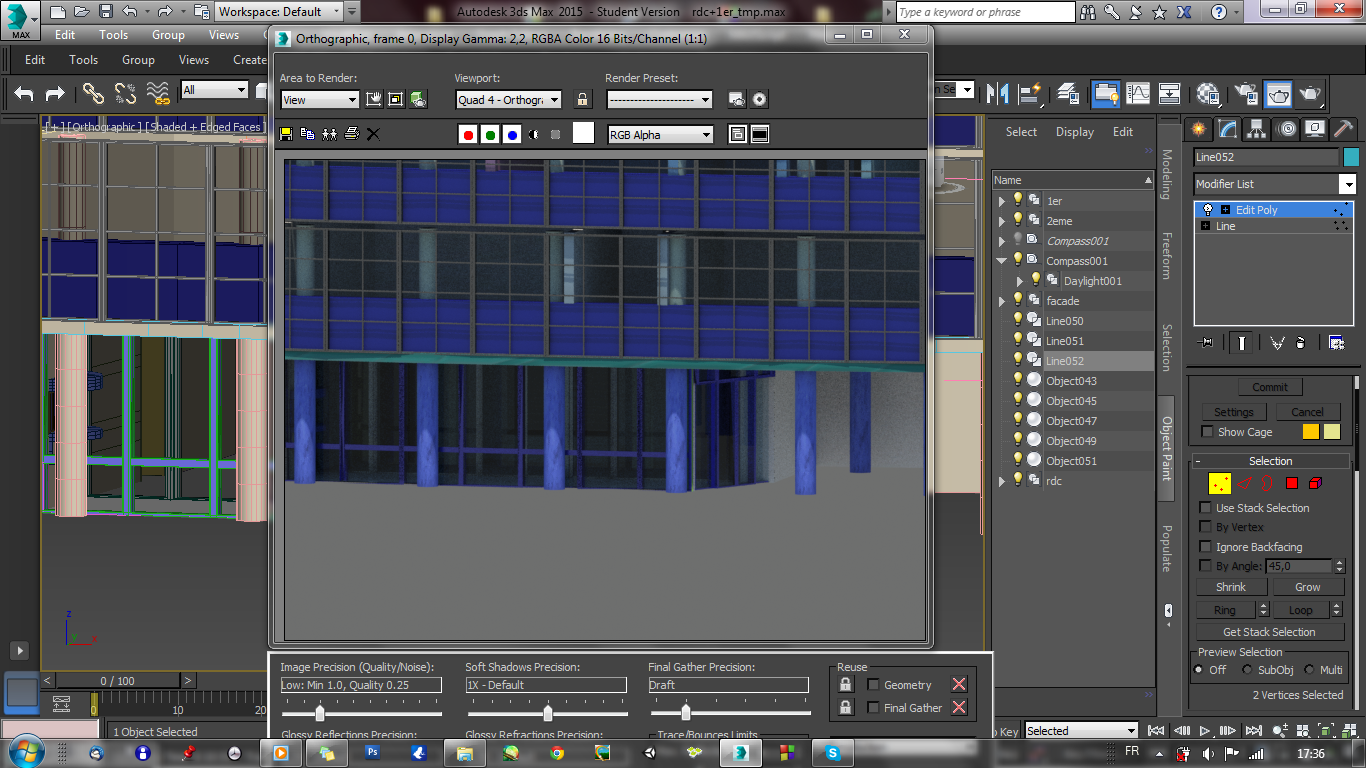 Workspace: Default
Autodesk 3ds Max 2015 - Student Version rdc+1er_tmp.max
Type a keyword or phrase
MAX
Edit Tools Group Views
Edit Tools Group Views Create
All
Orthographic, frame 0, Display Gamma: 2,2, RGBA Color 16 Bits/Channel (1:1)
Area to Render:
View
Viewport:
Quad 4 - Orthogra
Render Preset:
RGB Alpha
[+] [Orthographic] [Shaded + Edged Faces]
z
x
Select Display Edit
Name
1er
2eme
Compass001
Compass001
Daylight001
facade
Line050
Line051
Line052
Object043
Object045
Object047
Object049
Object051
rdc
Modeling
Freeform
Selection
Object Paint
Populate
Line052
Modifier List
Edit Poly
Line
Commit
Settings Cancel
Show Cage
Selection
Use Stack Selection
By Vertex
Ignore Backfacing
By Angle: 45,0
Shrink Grow
Ring Loop
Get Stack Selection
Preview Selection
Off SubObj Multi
2 Vertices Selected
Image Precision (Quality/Noise):
Low: Min 1.0, Quality 0.25
Soft Shadows Precision:
1X - Default
Final Gather Precision:
Draft
Reuse
Geometry
Final Gather
Glossy Reflections Precision:
Glossy Refractions Precision:
Trace/Bounces Limits
0 / 100
0 10 20
1 Object Selected
Key
Selected
FR
17:36